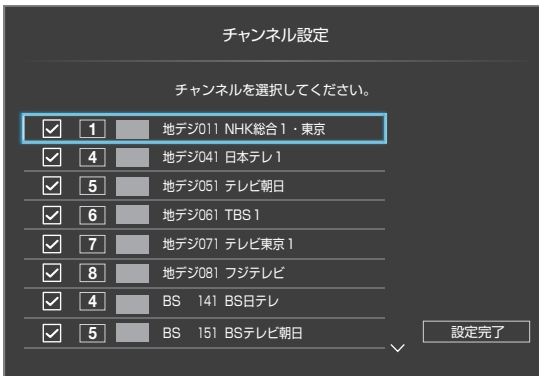 チャンネル設定
チャンネルを選択してください。
1 地デジ011 NHK総合1・東京
4 地デジ041 日本テレ1
5 地デジ051 テレビ朝日
6 地デジ061 TBS1
7 地デジ071 テレビ東京1
8 地デジ081 フジテレビ
4 BS 141 BS日テレ
5 BS 151 BSテレビ朝日
設定完了